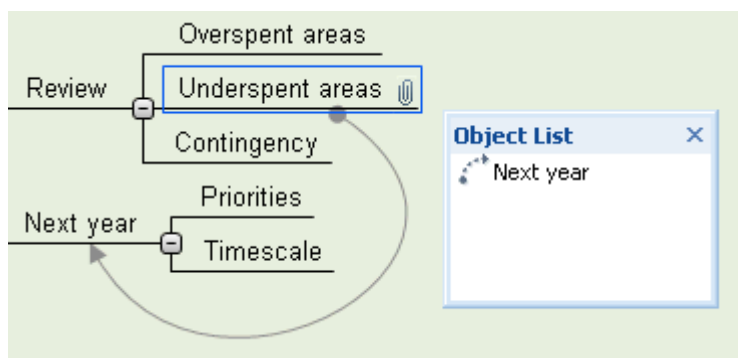 Overspent areas
Review
Underspent areas
Contingency
Next year
Priorities
Timescale
Object List
Next year